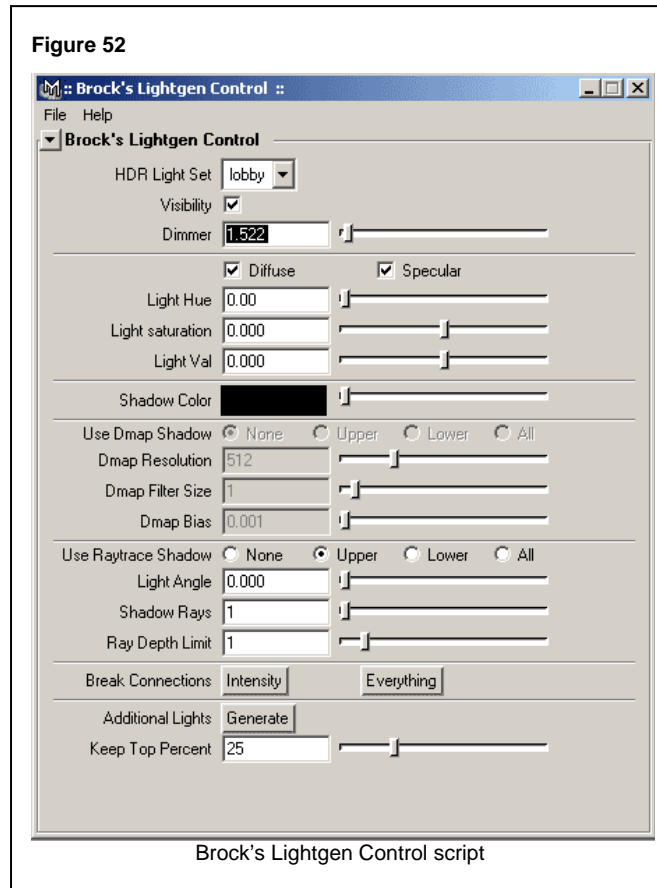 Figure 52
:: Brock's Lightgen Control ::
File Help
Brock's Lightgen Control
HDR Light Set lobby
Visibility
Dimmer 1.522
Diffuse Specular
Light Hue 0.00
Light saturation 0.000
Light Val 0.000
Shadow Color
Use Dmap Shadow None Upper Lower All
Dmap Resolution 512
Dmap Filter Size 1
Dmap Bias 0.001
Use Raytrace Shadow None Upper Lower All
Light Angle 0.000
Shadow Rays 1
Ray Depth Limit 1
Break Connections Intensity Everything
Additional Lights Generate
Keep Top Percent 25
Brock's Lightgen Control script